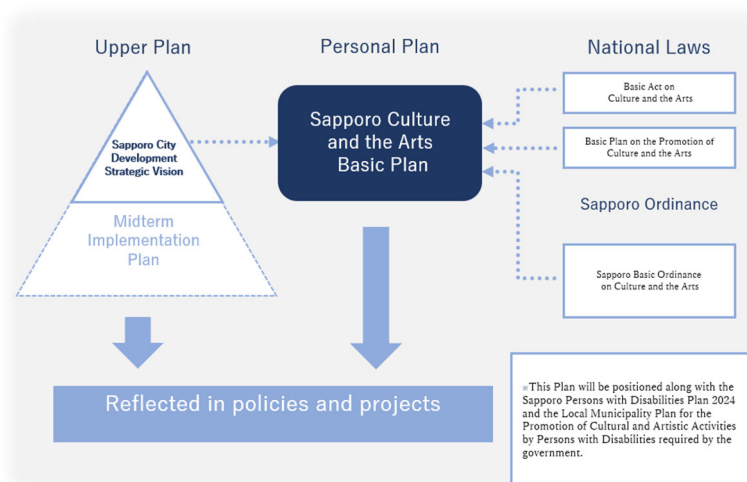 Upper Plan
Personal Plan
National Laws
Sapporo City
Development
Strategic Vision
Midterm
Implementation
Plan
Sapporo Culture
and the Arts
Basic Plan
Basic Act on
Culture and the Arts
Basic Plan on the Promotion of
Culture and the Arts
Sapporo Ordinance
Sapporo Basic Ordinance
on Culture and the Arts
Reflected in policies and projects
※This Plan will be positioned along with the
Sapporo Persons with Disabilities Plan 2024
and the Local Municipality Plan for the
Promotion of Cultural and Artistic Activities
by Persons with Disabilities required by the
government.